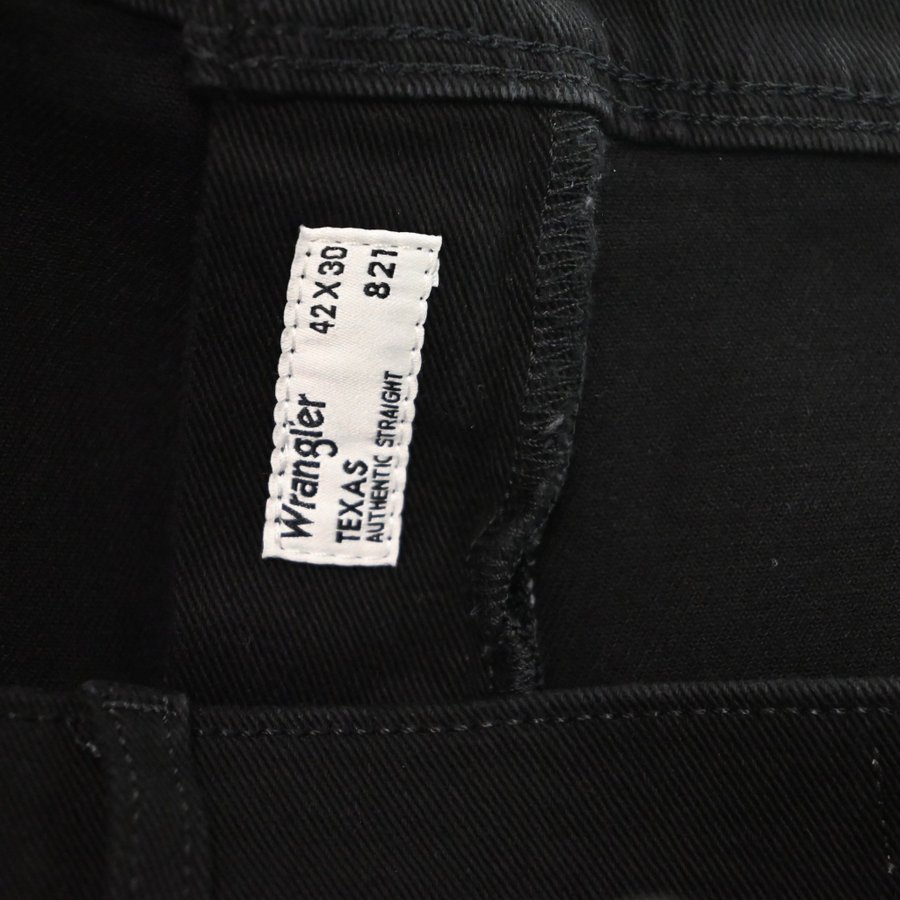 Wrangler 42 X 30
TEXAS 821
AUTHENTIC STRAIGHT